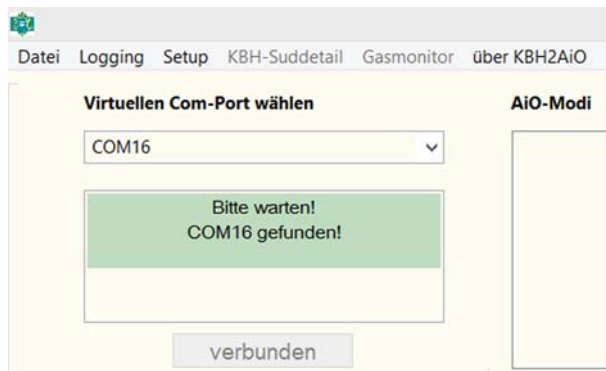 Datei Logging Setup KBH-Suddetail Gasmonitor über KBH2AiO
Virtuellen Com-Port wählen
AiO-Modi
COM16
Bitte warten!
COM16 gefunden!
verbunden